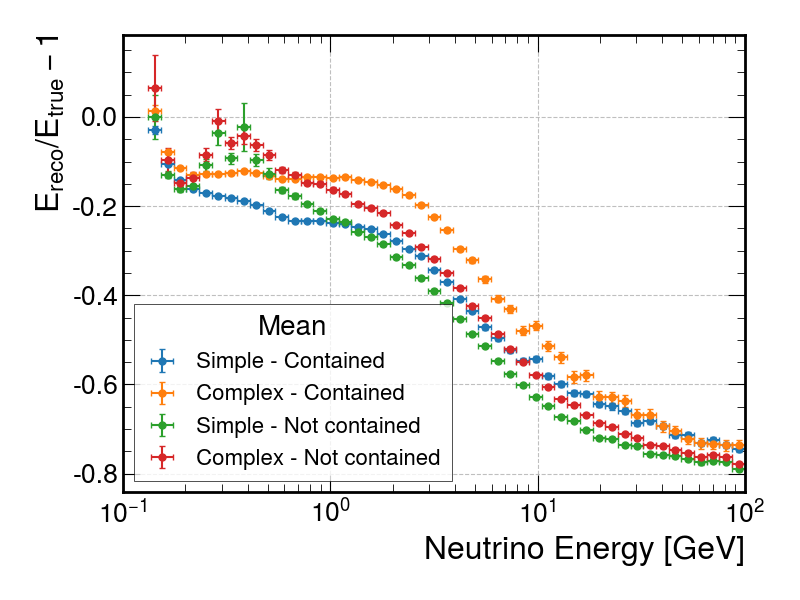 E_reco/E_true − 1
0.0
-0.2
-0.4
-0.6
-0.8
Mean
Simple - Contained
Complex - Contained
Simple - Not contained
Complex - Not contained
10^−1
10^0
10^1
10^2
Neutrino Energy [GeV]